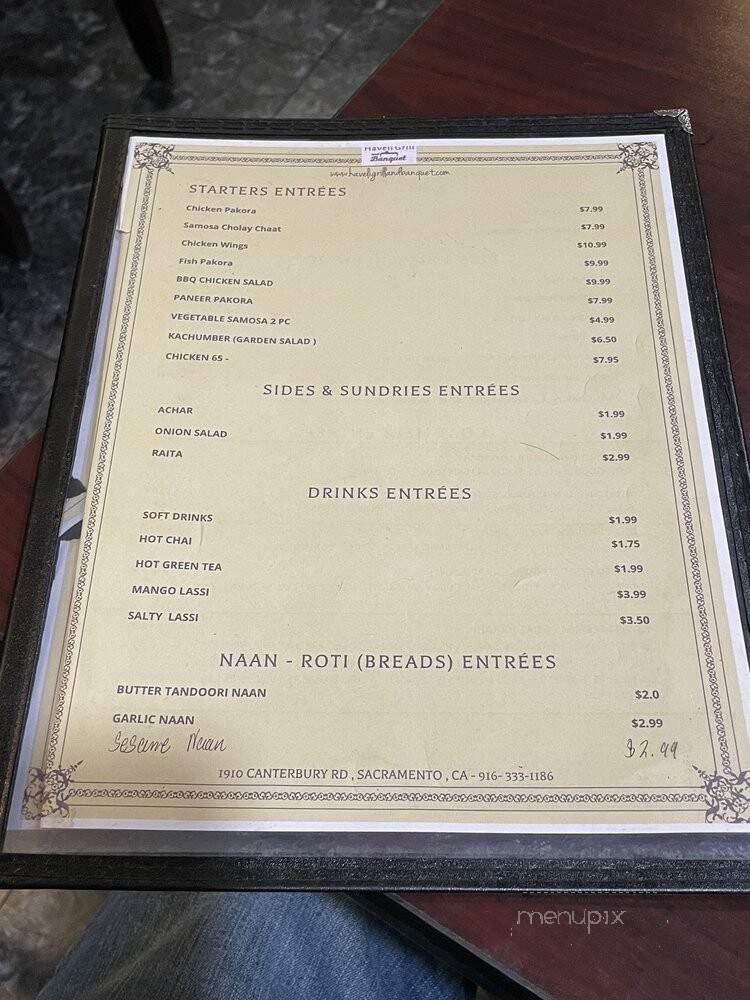 Haveli Grill
Banquet
www.haveligrillandbanquet.com
STARTERS ENTRÉES
Chicken Pakora $7.99
Samosa Cholay Chaat $7.99
Chicken Wings $10.99
Fish Pakora $9.99
BBQ CHICKEN SALAD $9.99
PANEER PAKORA $7.99
VEGETABLE SAMOSA 2 PC $4.99
KACHUMBER (GARDEN SALAD ) $6.50
CHICKEN 65 - $7.95
SIDES & SUNDRIES ENTRÉES
ACHAR $1.99
ONION SALAD $1.99
RAITA $2.99
DRINKS ENTRÉES
SOFT DRINKS $1.99
HOT CHAI $1.75
HOT GREEN TEA $1.99
MANGO LASSI $3.99
SALTY LASSI $3.50
NAAN - ROTI (BREADS) ENTRÉES
BUTTER TANDOORI NAAN $2.0
GARLIC NAAN $2.99
Sesame Naan $2.99
1910 CANTERBURY RD , SACRAMENTO , CA - 916- 333-1186
menupix